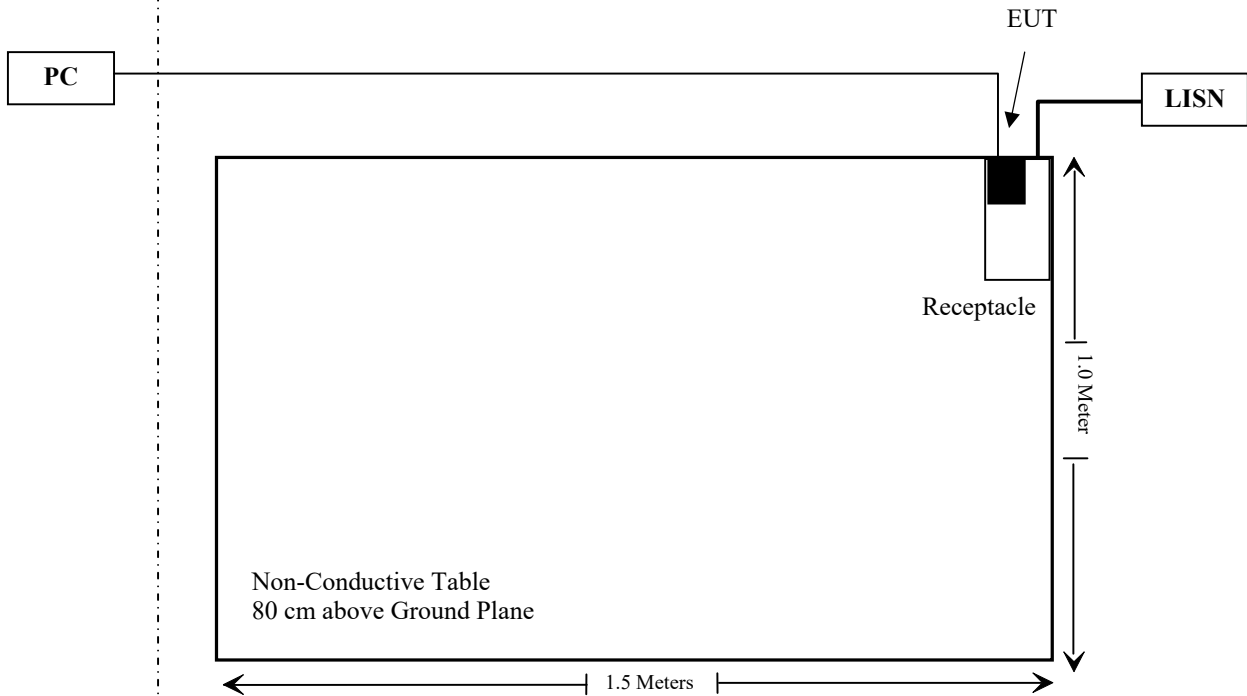 EUT
PC
LISN
Receptacle
1.0 Meter
Non-Conductive Table
80 cm above Ground Plane
1.5 Meters